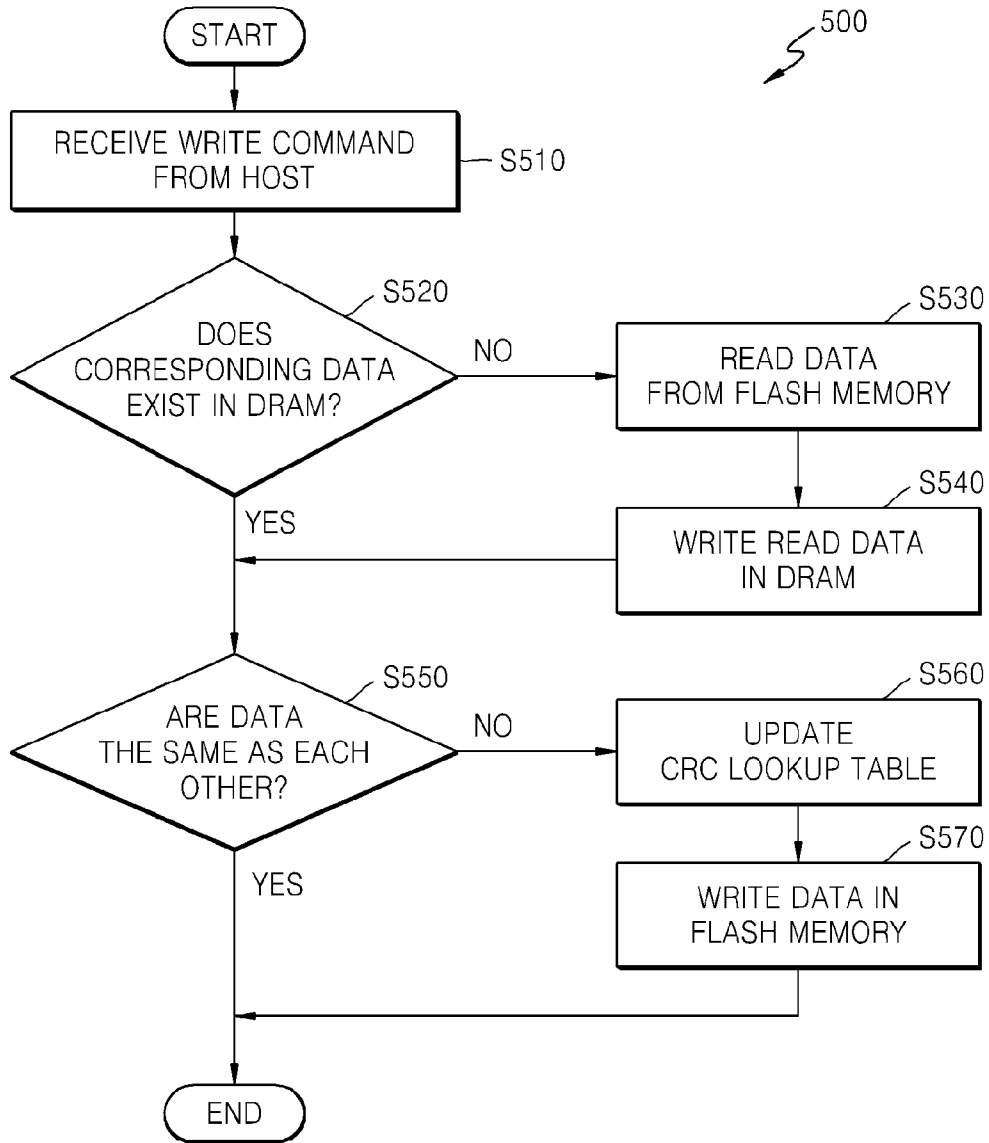 START
500
RECEIVE WRITE COMMAND
FROM HOST
S510
S520
DOES
CORRESPONDING DATA
EXIST IN DRAM?
NO
YES
S530
READ DATA
FROM FLASH MEMORY
S540
WRITE READ DATA
IN DRAM
S550
ARE DATA
THE SAME AS EACH
OTHER?
NO
YES
S560
UPDATE
CRC LOOKUP TABLE
S570
WRITE DATA IN
FLASH MEMORY
END